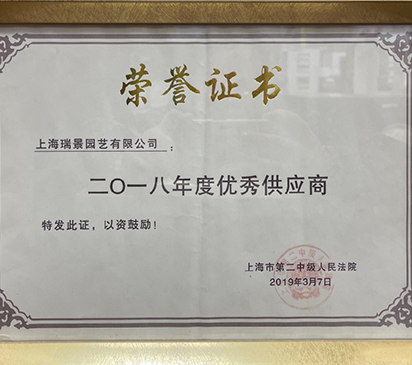 荣誉证书
上海瑞景园艺有限公司：
二〇一八年度优秀供应商
特发此证，以资鼓励！
上海市第二中级人民法院
2019年3月7日